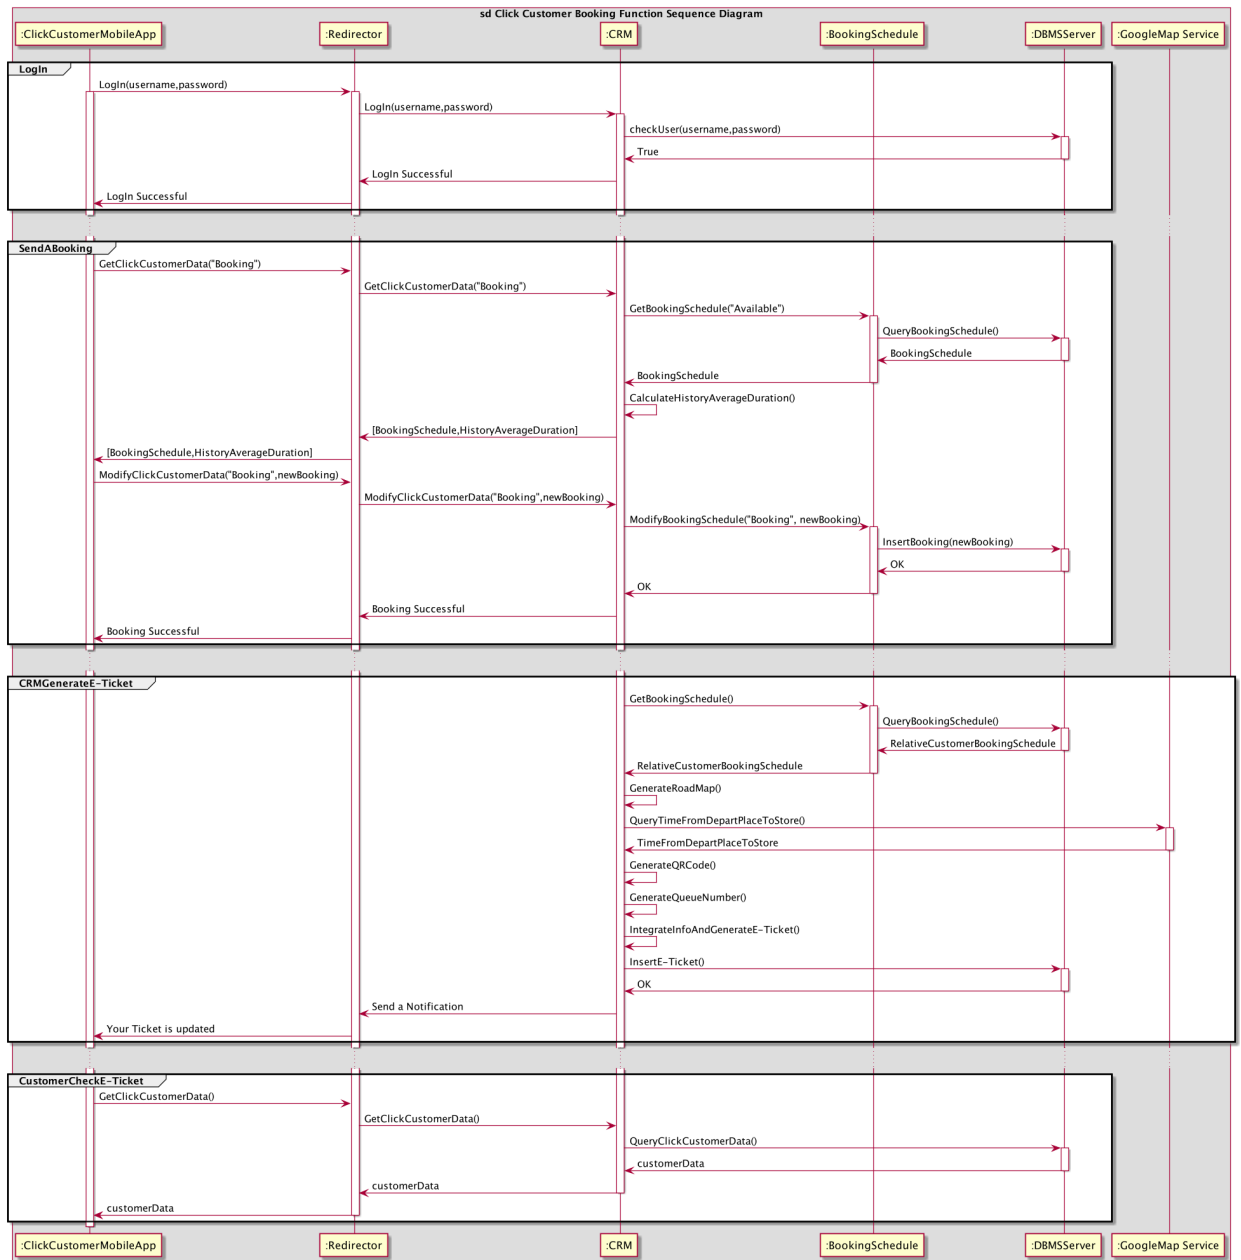 sd Click Customer Booking Function Sequence Diagram
:ClickCustomerMobileApp :Redirector :CRM :BookingSchedule :DBMSServer :GoogleMap Service
LogIn
LogIn(username,password)
LogIn(username,password)
checkUser(username,password)
True
LogIn Successful
LogIn Successful
SendABooking
GetClickCustomerData("Booking")
GetClickCustomerData("Booking")
GetBookingSchedule("Available")
QueryBookingSchedule()
BookingSchedule
BookingSchedule
CalculateHistoryAverageDuration()
[BookingSchedule,HistoryAverageDuration]
[BookingSchedule,HistoryAverageDuration]
ModifyClickCustomerData("Booking",newBooking)
ModifyClickCustomerData("Booking",newBooking)
ModifyBookingSchedule("Booking", newBooking)
InsertBooking(newBooking)
OK
OK
Booking Successful
Booking Successful
CRMGenerateE-Ticket
GetBookingSchedule()
QueryBookingSchedule()
RelativeCustomerBookingSchedule
RelativeCustomerBookingSchedule
GenerateRoadMap()
QueryTimeFromDepartPlaceToStore()
TimeFromDepartPlaceToStore
GenerateQRCode()
GenerateQueueNumber()
IntegrateInfoAndGenerateE-Ticket()
InsertE-Ticket()
OK
Send a Notification
Your Ticket is updated
CustomerCheckE-Ticket
GetClickCustomerData()
GetClickCustomerData()
QueryClickCustomerData()
customerData
customerData
customerData
:ClickCustomerMobileApp :Redirector :CRM :BookingSchedule :DBMSServer :GoogleMap Service